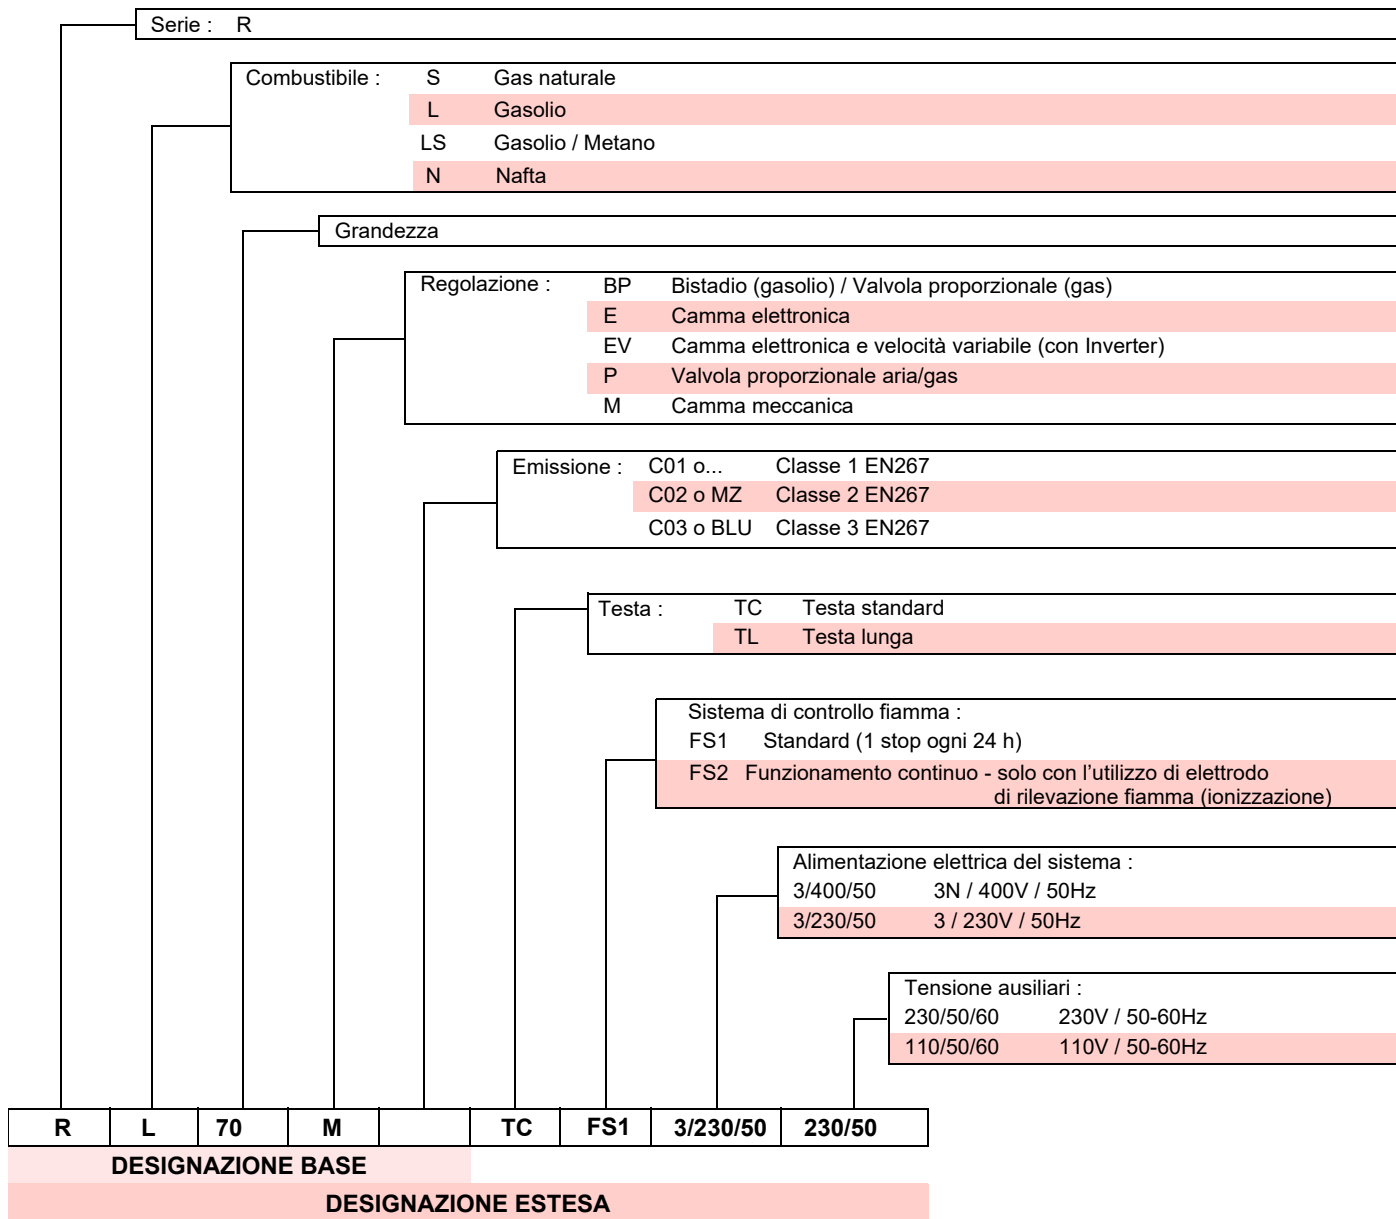 Serie : R
Combustibile : S Gas naturale
L Gasolio
LS Gasolio / Metano
N Nafta
Grandezza
Regolazione : BP Bistadio (gasolio) / Valvola proporzionale (gas)
E Camma elettronica
EV Camma elettronica e velocità variabile (con Inverter)
P Valvola proporzionale aria/gas
M Camma meccanica
Emissione : C01 o... Classe 1 EN267
C02 o MZ Classe 2 EN267
C03 o BLU Classe 3 EN267
Testa : TC Testa standard
TL Testa lunga
Sistema di controllo fiamma :
FS1 Standard (1 stop ogni 24 h)
FS2 Funzionamento continuo - solo con l’utilizzo di elettrodo
di rilevazione fiamma (ionizzazione)
Alimentazione elettrica del sistema :
3/400/50 3N / 400V / 50Hz
3/230/50 3 / 230V / 50Hz
Tensione ausiliari :
230/50/60 230V / 50-60Hz
110/50/60 110V / 50-60Hz
R L 70 M TC FS1 3/230/50 230/50
DESIGNAZIONE BASE
DESIGNAZIONE ESTESA